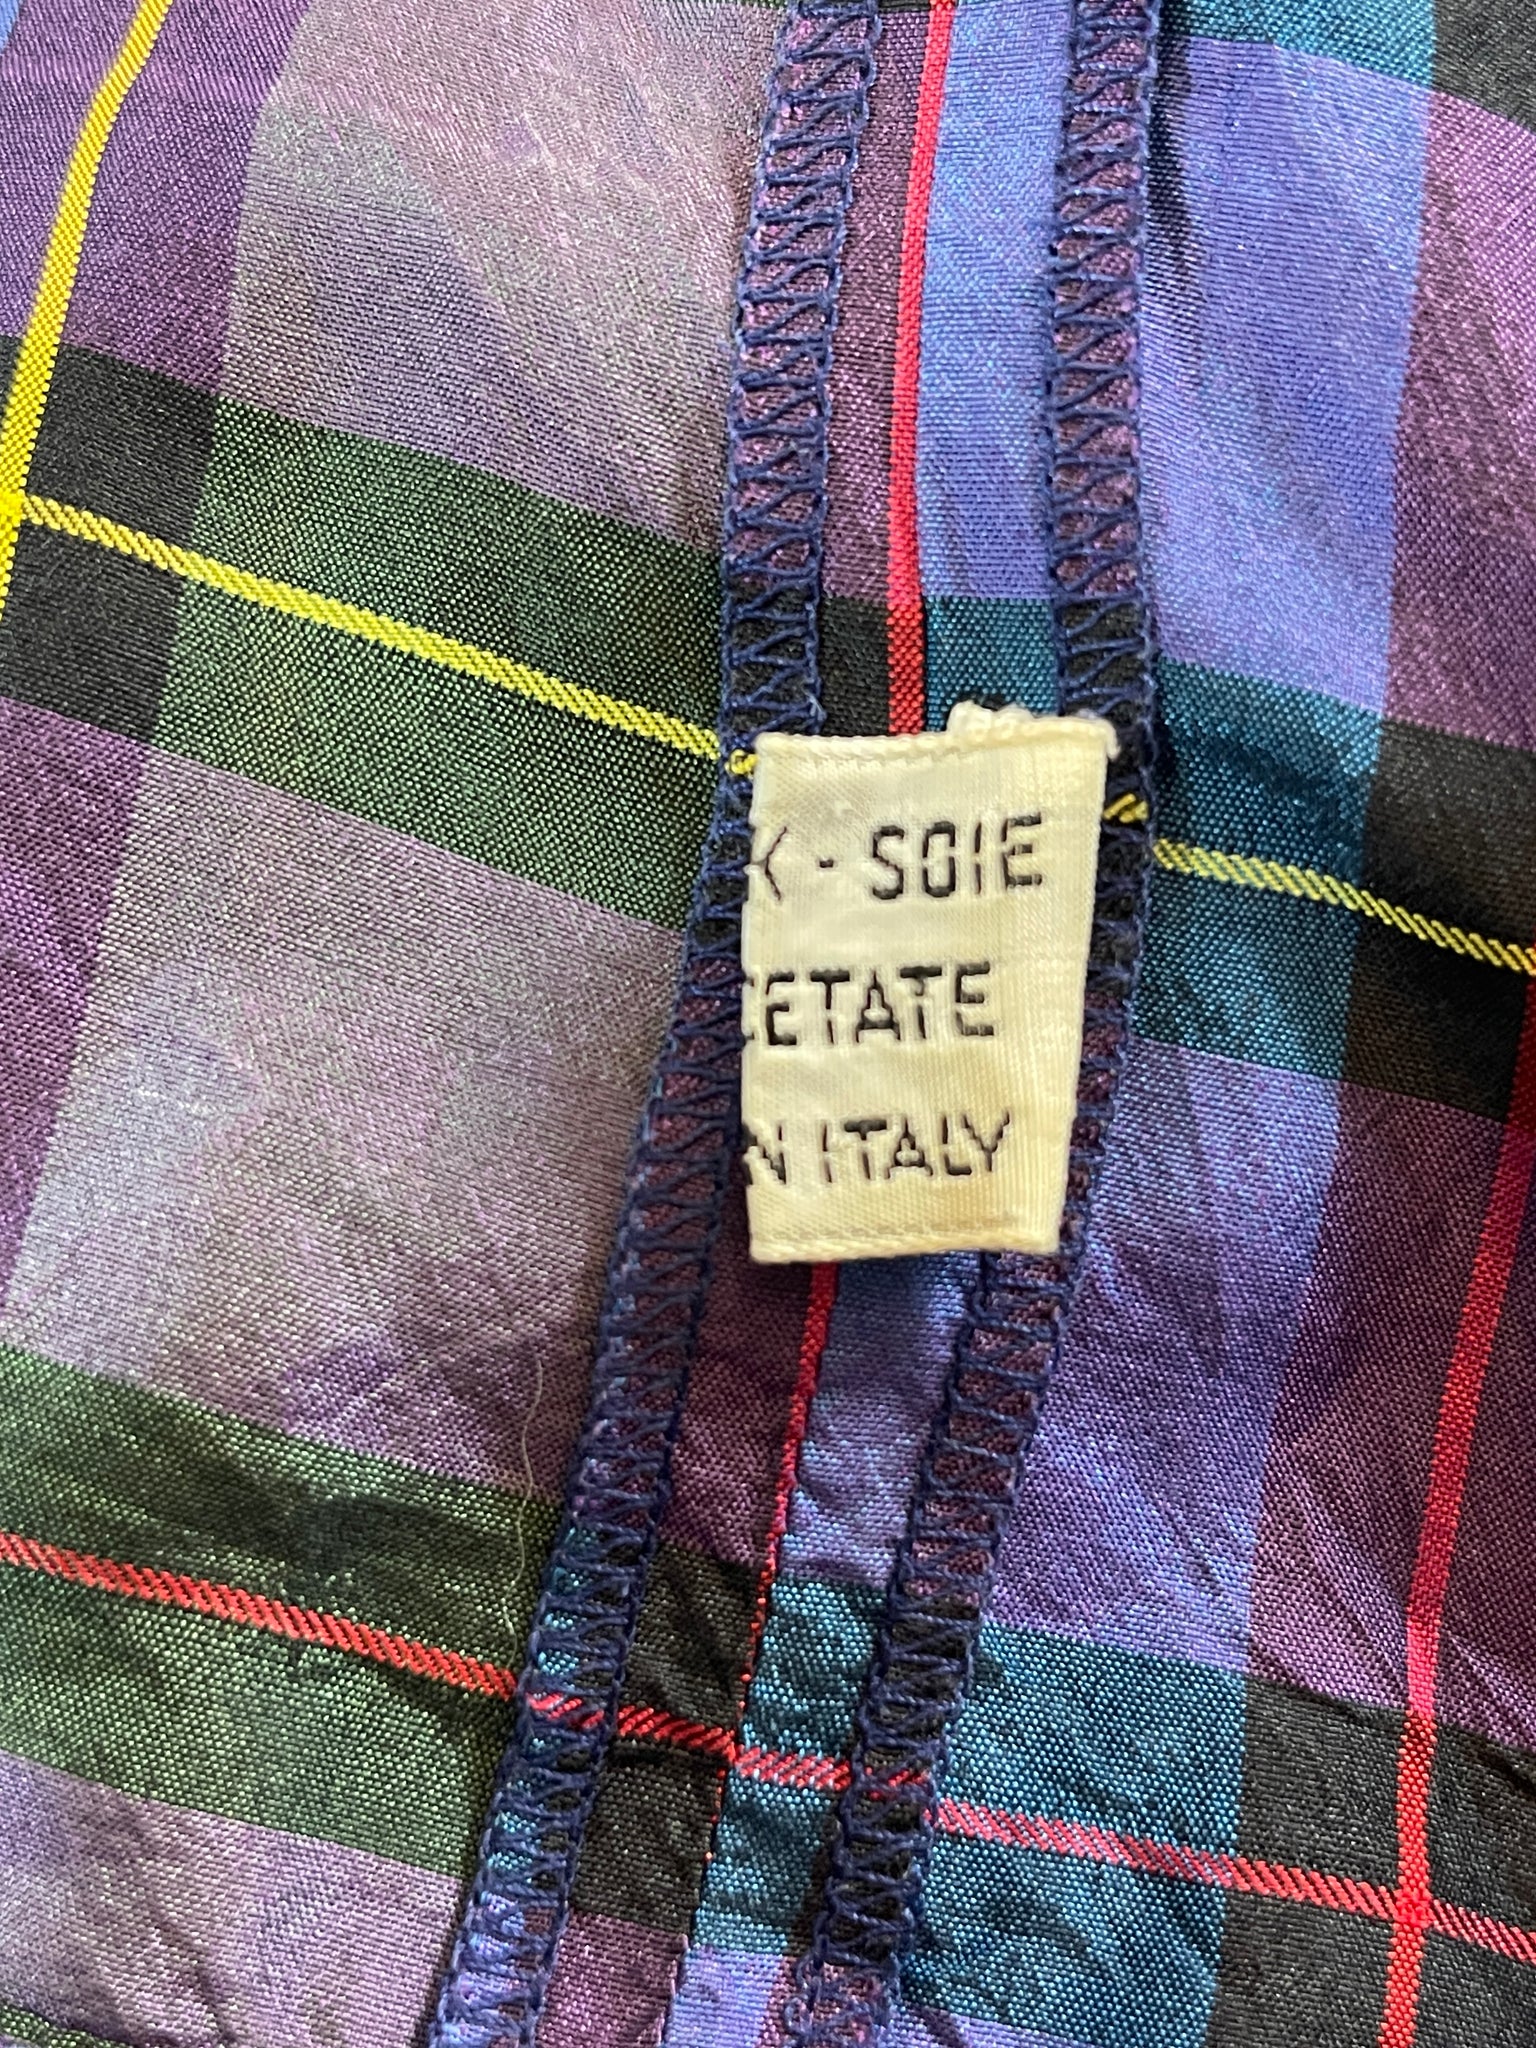 K - SOIE
CETATE
N ITALY